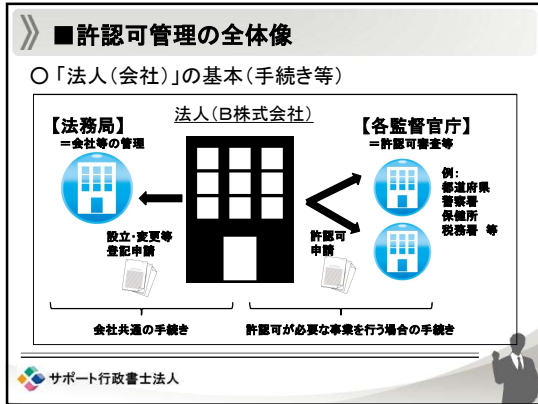 ■許認可管理の全体像
○「法人(会社)」の基本(手続き等)
法人(B株式会社)
【法務局】
＝会社等の管理
【各監督官庁】
＝許認可審査等
例：
都道府県
警察署
保健所
税務署 等
設立・変更等
登記申請
許認可
申請
会社共通の手続き
許認可が必要な事業を行う場合の手続き
サポート行政書士法人